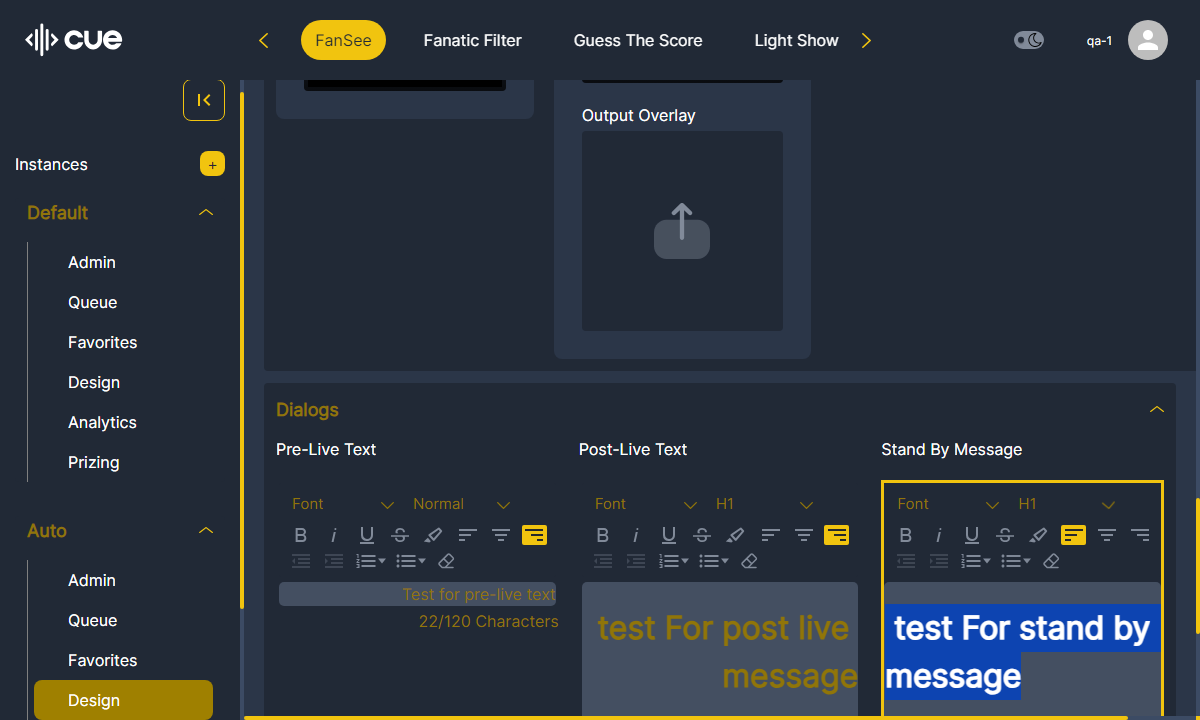 cue
FanSee
Fanatic Filter
Guess The Score
Light Show
qa-1
Instances
+
Default
Admin
Queue
Favorites
Design
Analytics
Prizing
Auto
Admin
Queue
Favorites
Design
Output Overlay
Dialogs
Pre-Live Text
Font
Normal
B i U S
Test for pre-live text
22/120 Characters
Post-Live Text
Font
H1
B i U S
test For post live
message
Stand By Message
Font
H1
B i U S
test For stand by
message